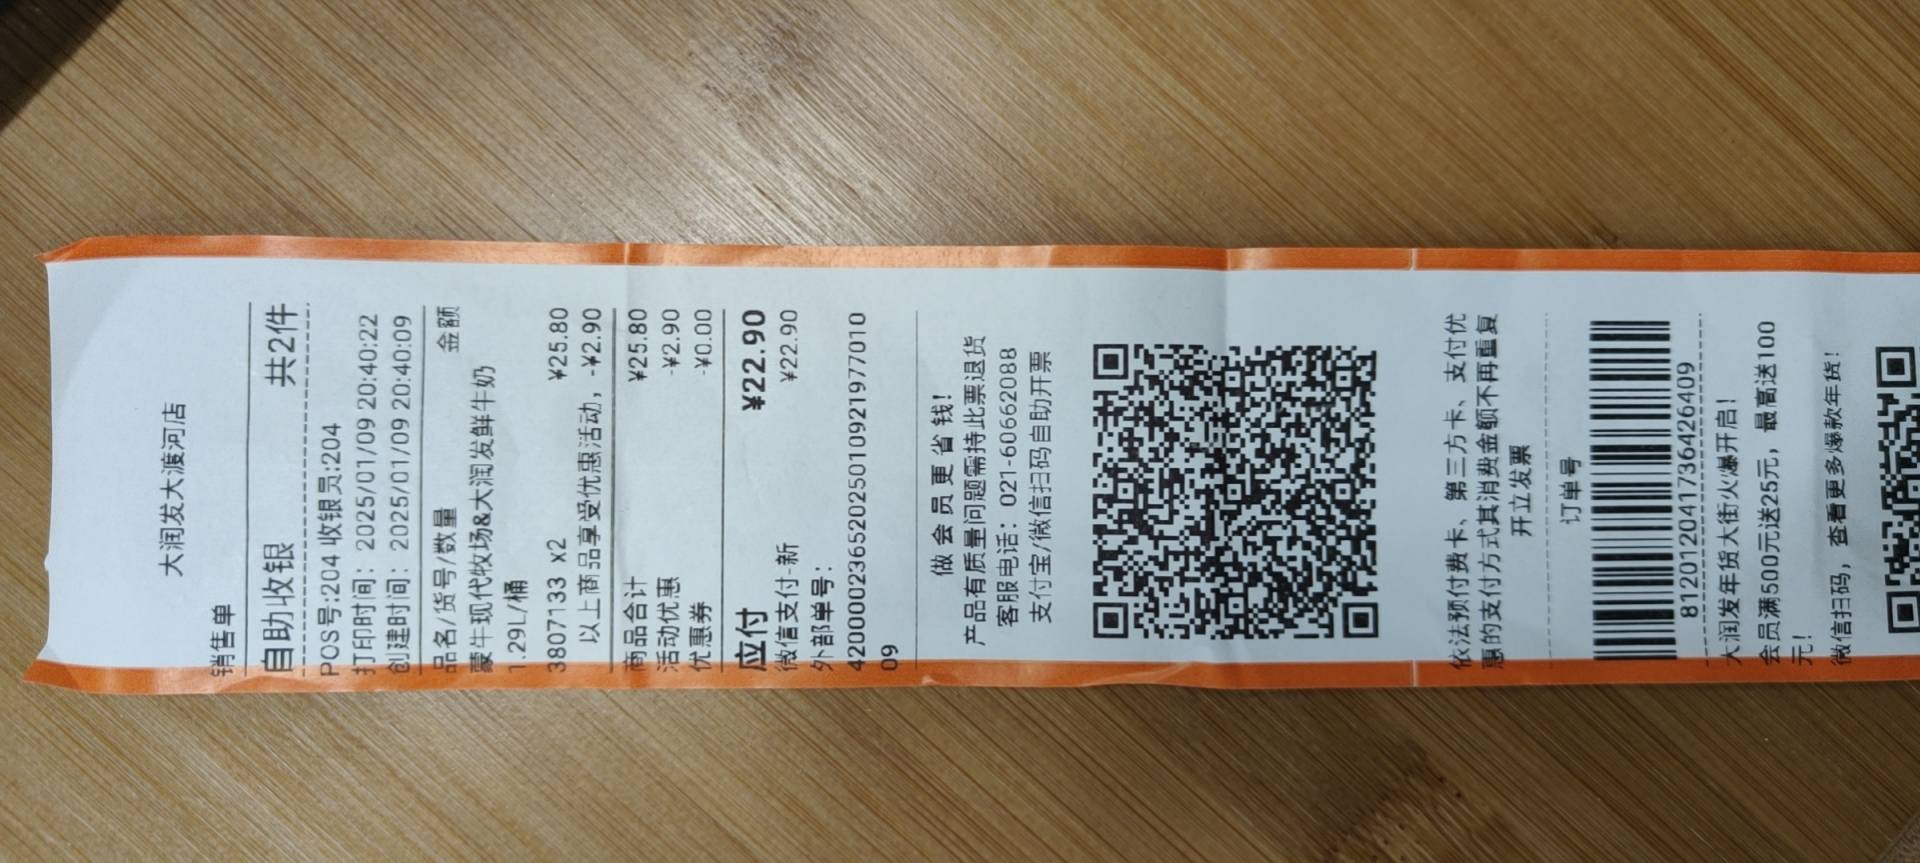 大润发大渡河店
销售单
自助收银 共2件
POS号:204 收银员:204
打印时间：2025/01/09 20:40:22
创建时间：2025/01/09 20:40:09
品名/货号/数量 金额
蒙牛现代牧场&大润发鲜牛奶
1.29L/桶
3807133 x2 ¥25.80
以上商品享受优惠活动，-¥2.90
商品合计 ¥25.80
活动优惠 -¥2.90
优惠券 -¥0.00
应付 ¥22.90
微信支付-新 ¥22.90
外部单号：
42000002365202501092197701​0
09
做会员更省钱！
产品有质量问题需持此票退货
客服电话：021-60662088
支付宝/微信扫码自助开票
依法预付费卡、第三方卡、支付优
惠的支付方式其消费金额不再重复
开立发票
订单号
812012041736426409
大润发年货大街火爆开启！
会员满500元送25元，最高送100
元！
微信扫码，查看更多爆款年货！